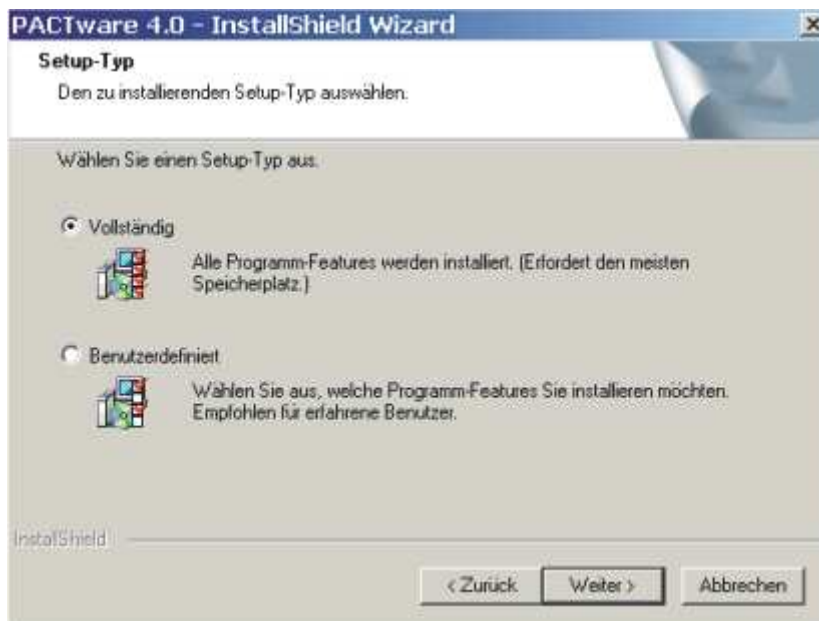 PACTware 4.0 - InstallShield Wizard
Setup-Typ
Den zu installierenden Setup-Typ auswählen.
Wählen Sie einen Setup-Typ aus.
Vollständig
Alle Programm-Features werden installiert. (Erfordert den meisten
Speicherplatz.)
Benutzerdefiniert
Wählen Sie aus, welche Programm-Features Sie installieren möchten.
Empfohlen für erfahrene Benutzer.
InstallShield
< Zurück Weiter > Abbrechen